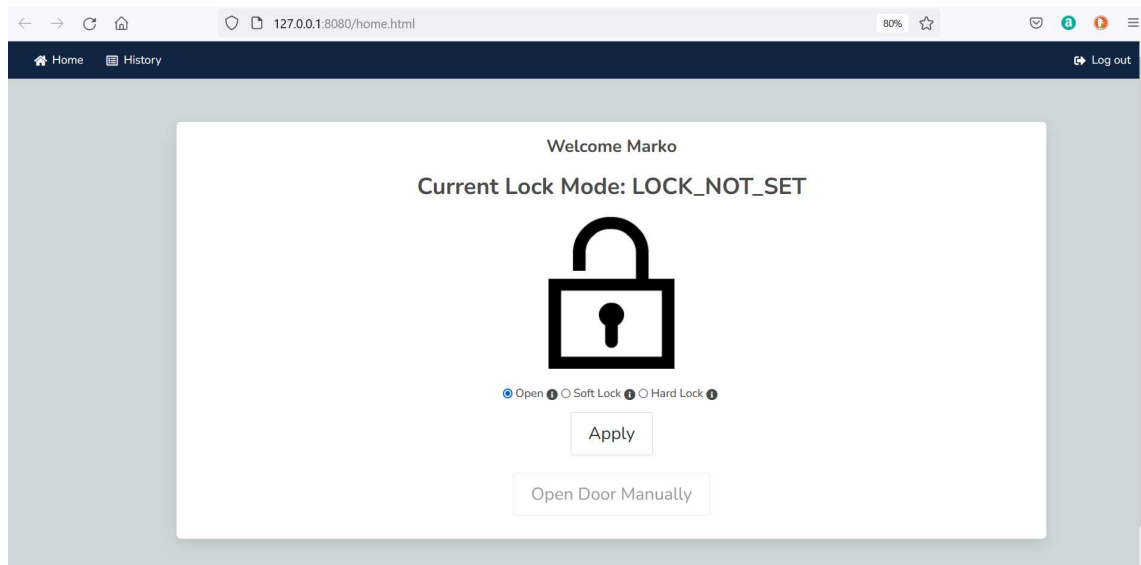 127.0.0.1:8080/home.html 80% a
Home History Log out
Welcome Marko
Current Lock Mode: LOCK_NOT_SET
Open i Soft Lock i Hard Lock i
Apply
Open Door Manually